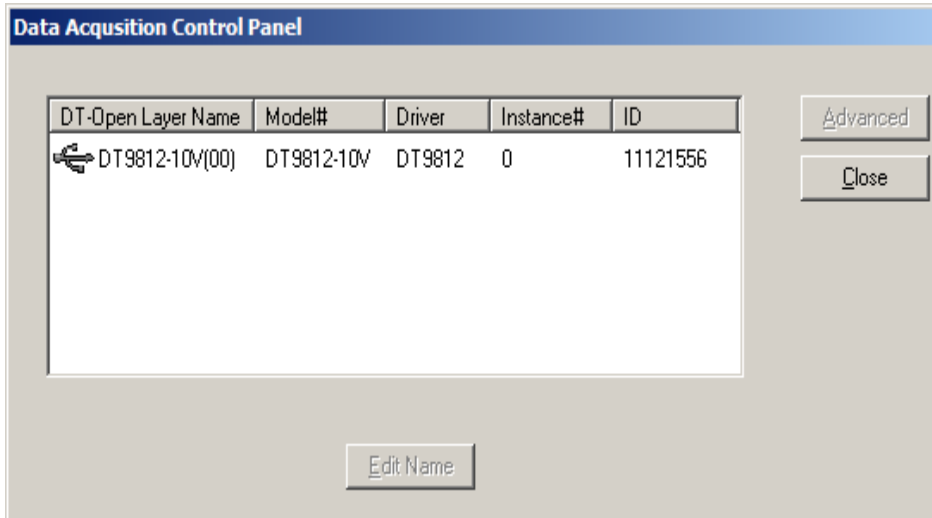 Data Acqusition Control Panel
DT-Open Layer Name Model# Driver Instance# ID
DT9812-10V(00) DT9812-10V DT9812 0 11121556
Advanced
Close
Edit Name